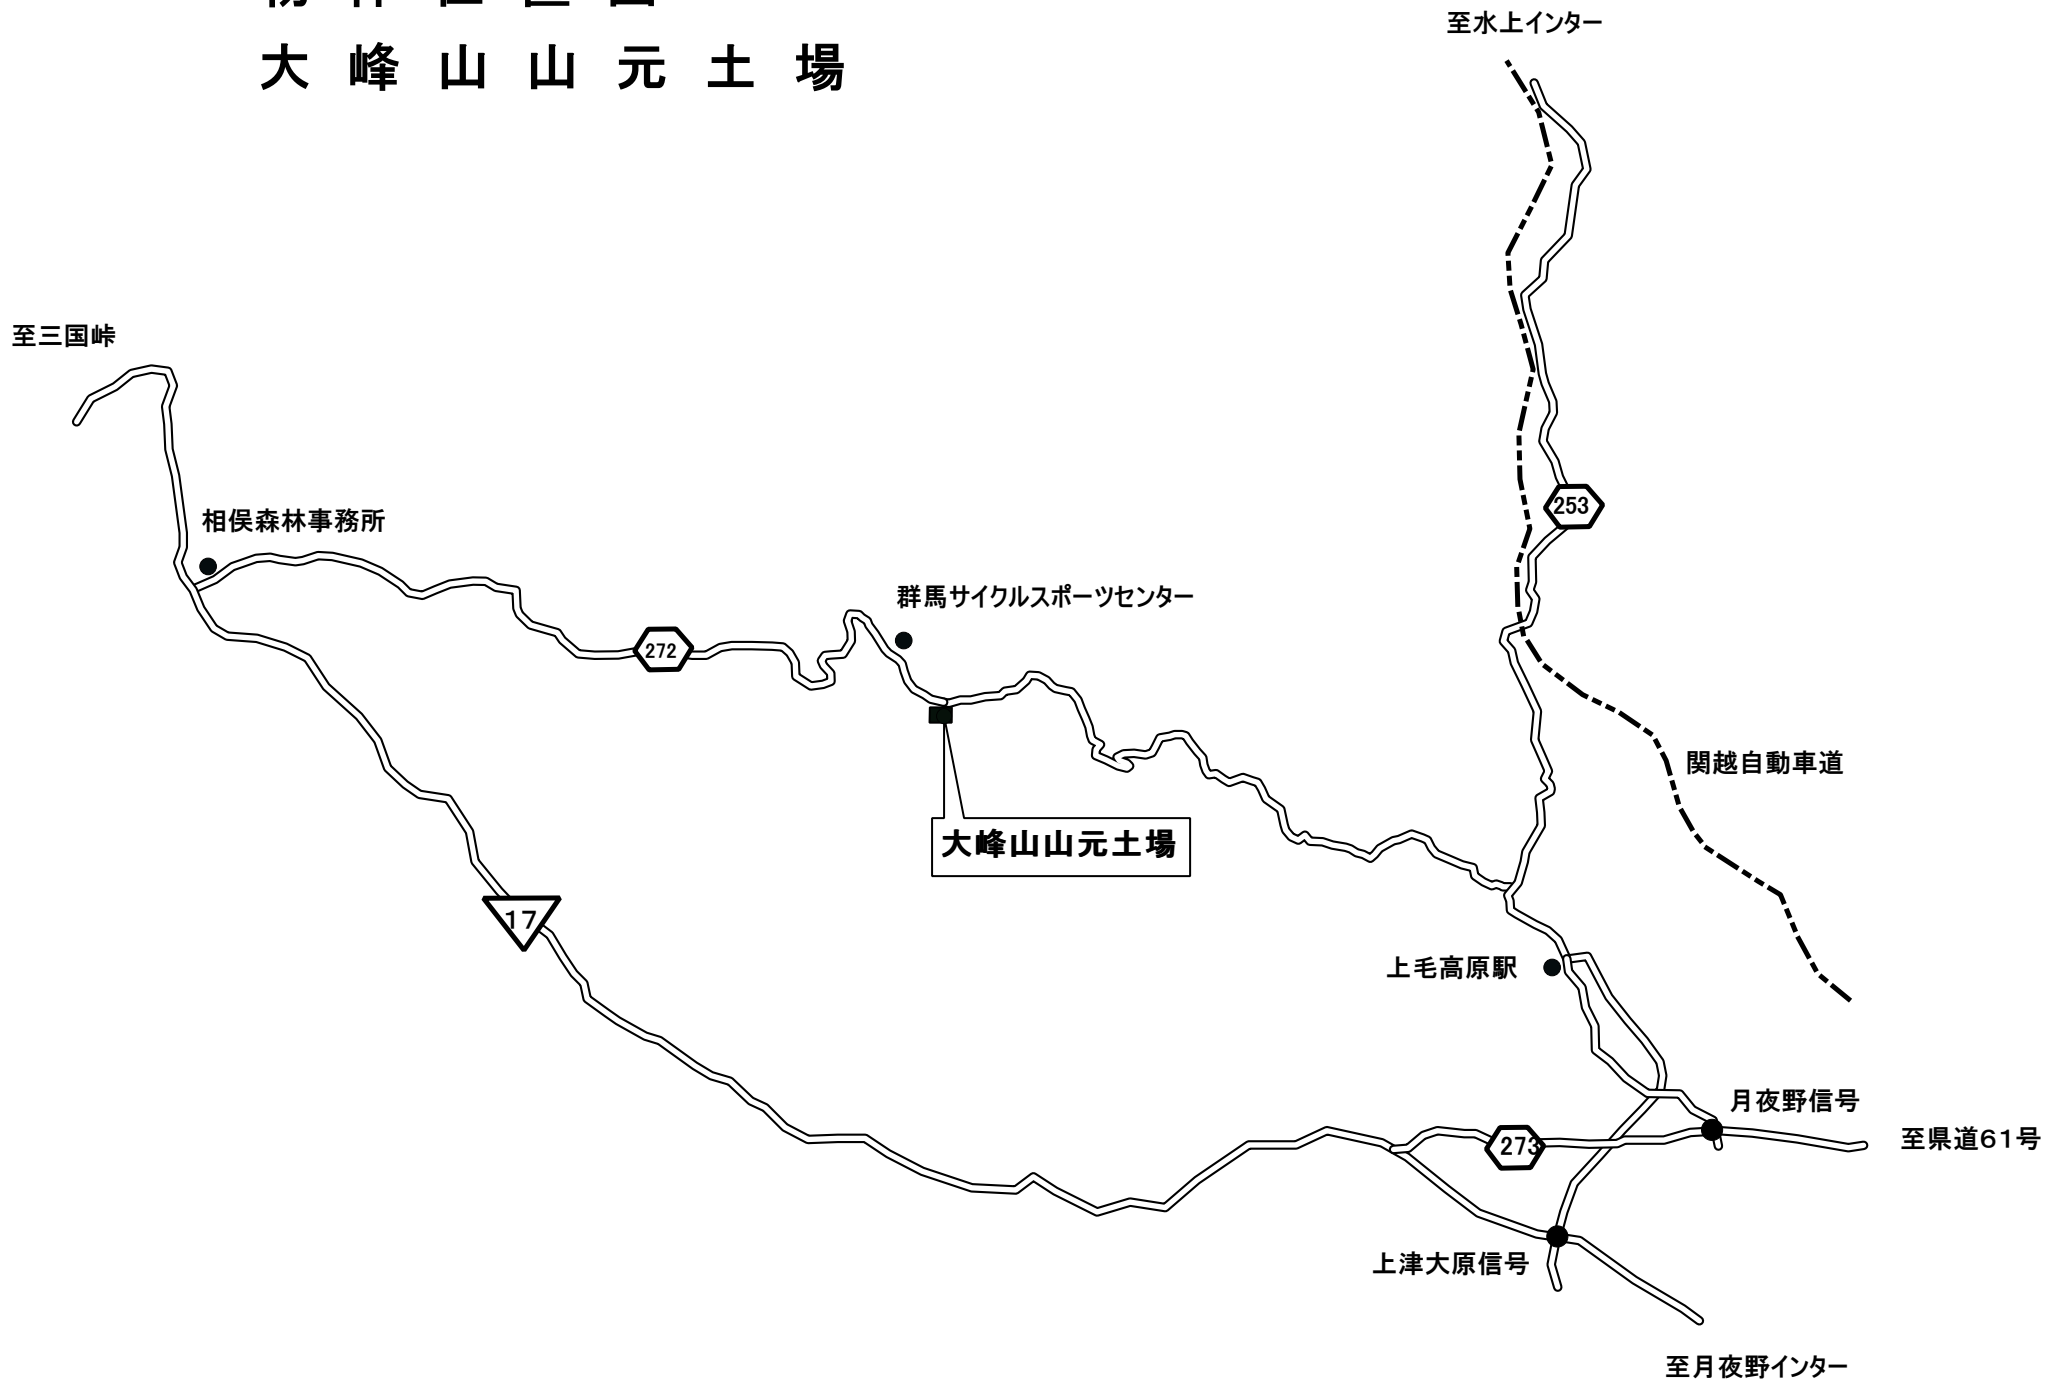 大峰山山元土場
至水上インター
至三国峠
253
相俣森林事務所
群馬サイクルスポーツセンター
272
関越自動車道
大峰山山元土場
17
上毛高原駅
月夜野信号
至県道61号
273
上津大原信号
至月夜野インター